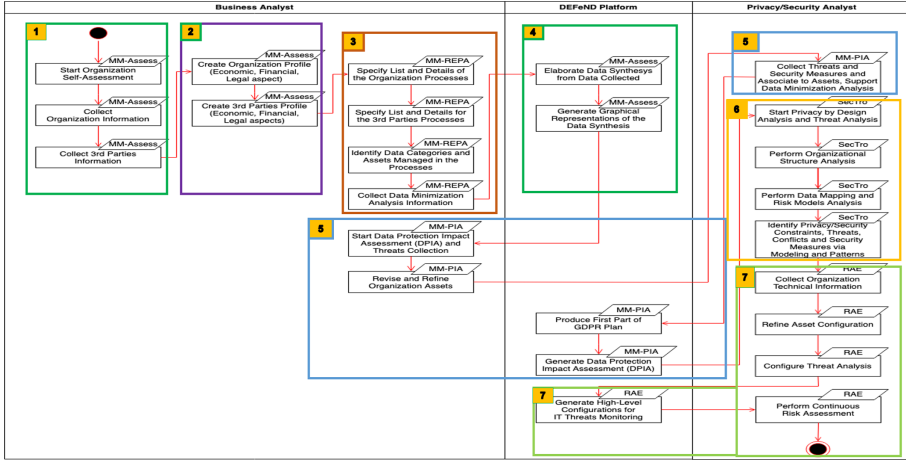 Business Analyst
DEFeND Platform
Privacy/Security Analyst
1
MM-Assess
Start Organization
Self-Assessment
MM-Assess
Collect
Organization Information
MM-Assess
Collect 3rd Parties
Information
2
MM-Assess
Create Organization Profile
(Economic, Financial,
Legal aspect)
MM-Assess
Create 3rd Parties Profile
(Economic, Financial,
Legal aspects)
3
MM-REPA
Specify List and Details of
the Organization Processes
MM-REPA
Specify List and Details for
the 3rd Parties Processes
MM-REPA
Identify Data Categories and
Assets Managed in the
Processes
MM-REPA
Collect Data Minimization
Analysis Information
4
MM-Assess
Elaborate Data Synthesys
from Data Collected
MM-Assess
Generate Graphical
Representations of the
Data Synthesis
5
MM-PIA
Start Data Protection Impact
Assessment (DPIA) and
Threats Collection
MM-PIA
Revise and Refine
Organization Assets
5
MM-PIA
Collect Threats and
Security Measures and
Associate to Assets, Support
Data Minimization Analysis
MM-PIA
Produce First Part of
GDPR Plan
MM-PIA
Generate Data Protection
Impact Assessment (DPIA)
6
SecTro
Start Privacy by Design
Analysis and Threat Analysis
SecTro
Perform Organizational
Structure Analysis
SecTro
Perform Data Mapping and
Risk Models Analysis
SecTro
Identify Privacy/Security
Constraints, Threats,
Conflicts and Security
Measures via
Modeling and Patterns
7
RAE
Collect Organization
Technical Information
RAE
Refine Asset Configuration
RAE
Configure Threat Analysis
7
RAE
Generate High-Level
Configurations for
IT Threats Monitoring
RAE
Perform Continuous
Risk Assessment